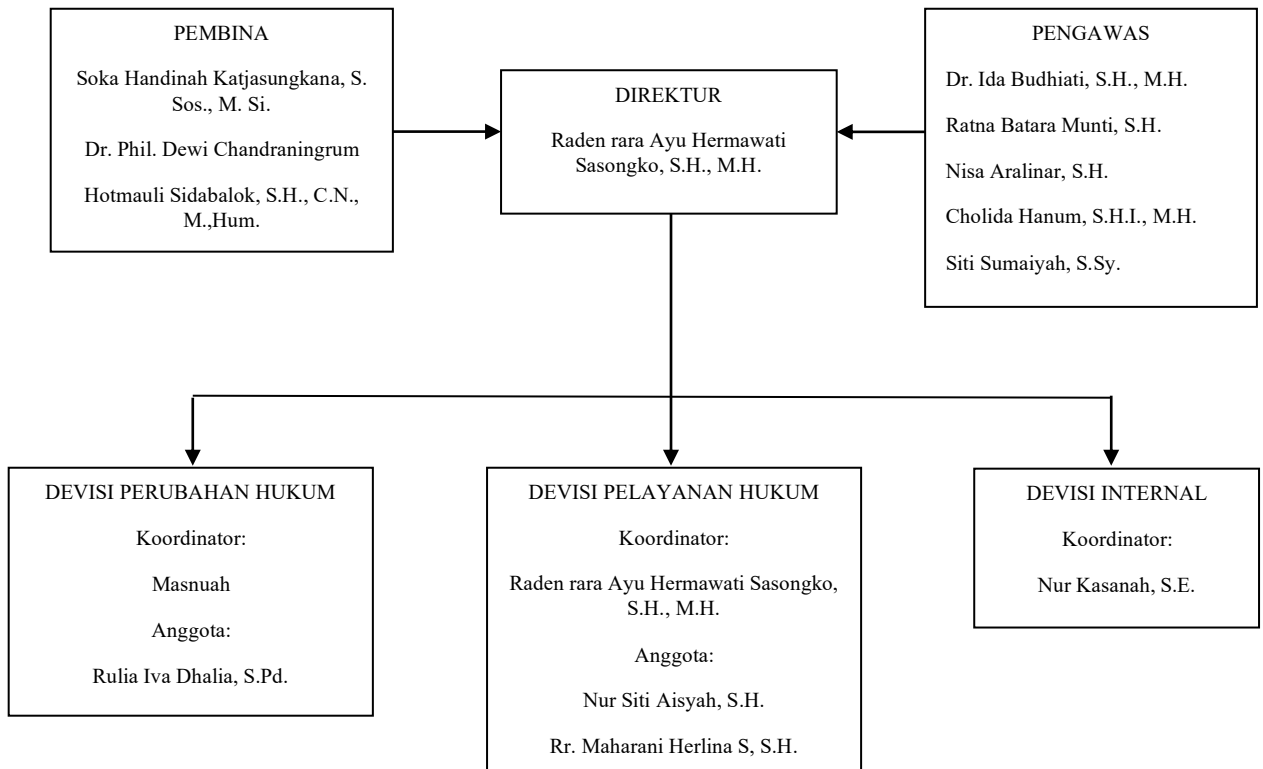 PEMBINA
Soka Handinah Katjasungkana, S.
Sos., M. Si.
Dr. Phil. Dewi Chandraningrum
Hotmauli Sidabalok, S.H., C.N.,
M.,Hum.
DIREKTUR
Raden rara Ayu Hermawati
Sasongko, S.H., M.H.
PENGAWAS
Dr. Ida Budhiati, S.H., M.H.
Ratna Batara Munti, S.H.
Nisa Aralinar, S.H.
Cholida Hanum, S.H.I., M.H.
Siti Sumaiyah, S.Sy.
DEVISI PERUBAHAN HUKUM
Koordinator:
Masnuah
Anggota:
Rulia Iva Dhalia, S.Pd.
DEVISI PELAYANAN HUKUM
Koordinator:
Raden rara Ayu Hermawati Sasongko,
S.H., M.H.
Anggota:
Nur Siti Aisyah, S.H.
Rr. Maharani Herlina S, S.H.
DEVISI INTERNAL
Koordinator:
Nur Kasanah, S.E.